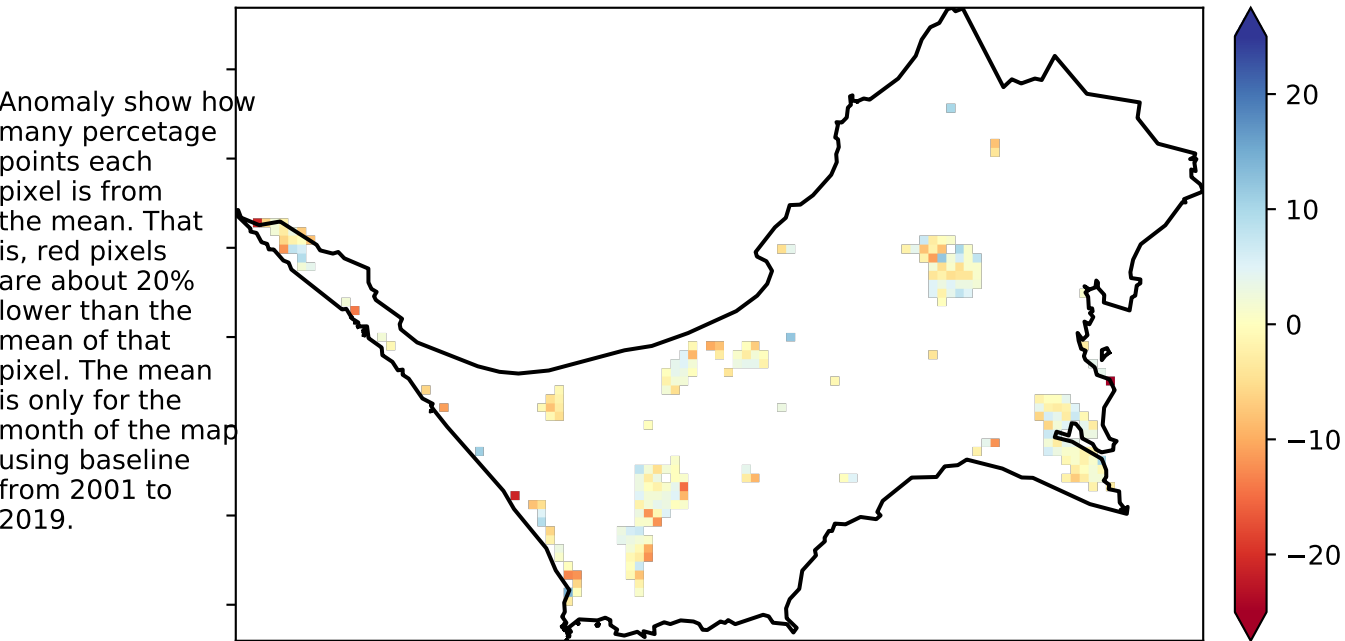 Anomaly show how
many percetage
points each
pixel is from
the mean. That
is, red pixels
are about 20%
lower than the
mean of that
pixel. The mean
is only for the
month of the map
using baseline
from 2001 to
2019.
20
10
0
−10
−20